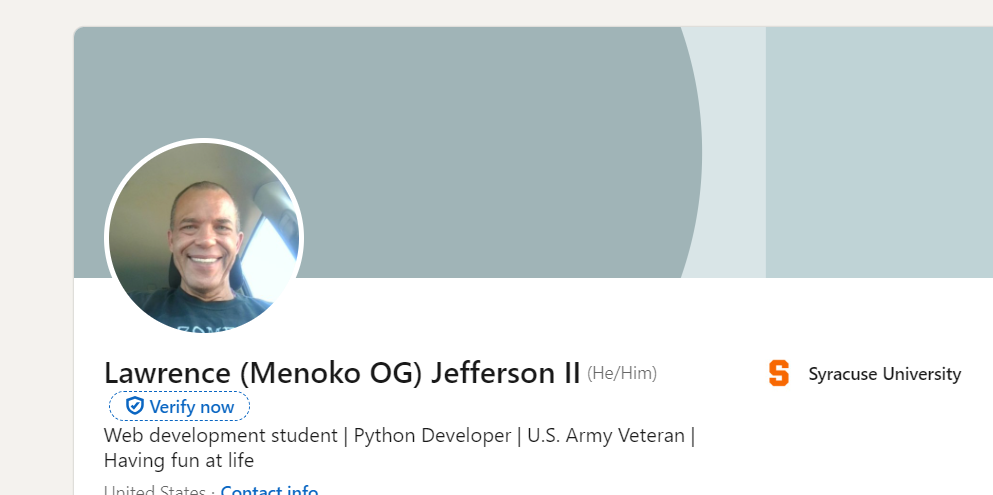 Lawrence (Menoko OG) Jefferson II (He/Him)
Verify now
Web development student | Python Developer | U.S. Army Veteran |
Having fun at life
United States · Contact info
S Syracuse University